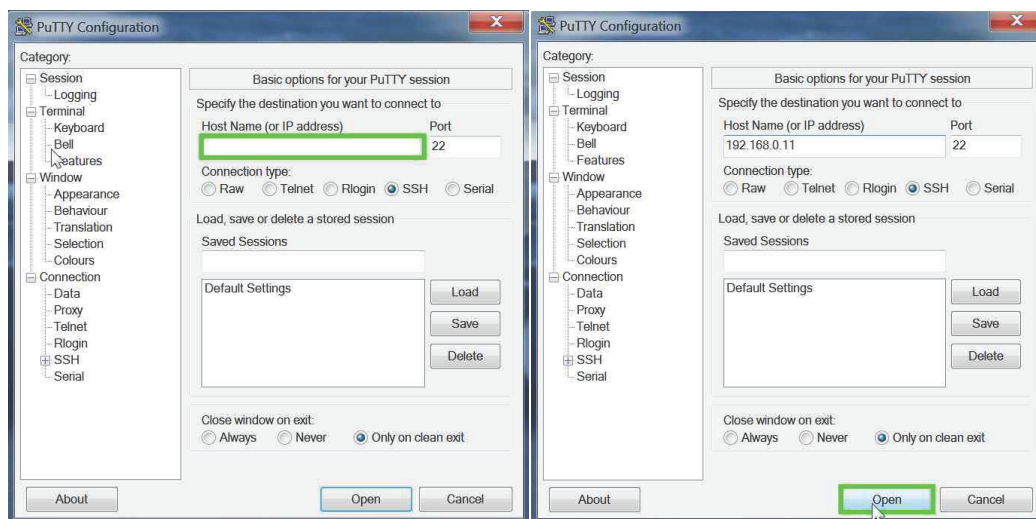 PuTTY Configuration
Category:
Session
Logging
Terminal
Keyboard
Bell
Features
Window
Appearance
Behaviour
Translation
Selection
Colours
Connection
Data
Proxy
Telnet
Rlogin
SSH
Serial
Basic options for your PuTTY session
Specify the destination you want to connect to
Host Name (or IP address) Port
22
Connection type:
Raw Telnet Rlogin SSH Serial
Load, save or delete a stored session
Saved Sessions
Default Settings
Load
Save
Delete
Close window on exit:
Always Never Only on clean exit
About Open Cancel
PuTTY Configuration
Category:
Session
Logging
Terminal
Keyboard
Bell
Features
Window
Appearance
Behaviour
Translation
Selection
Colours
Connection
Data
Proxy
Telnet
Rlogin
SSH
Serial
Basic options for your PuTTY session
Specify the destination you want to connect to
Host Name (or IP address) Port
192.168.0.11 22
Connection type:
Raw Telnet Rlogin SSH Serial
Load, save or delete a stored session
Saved Sessions
Default Settings
Load
Save
Delete
Close window on exit:
Always Never Only on clean exit
About Open Cancel